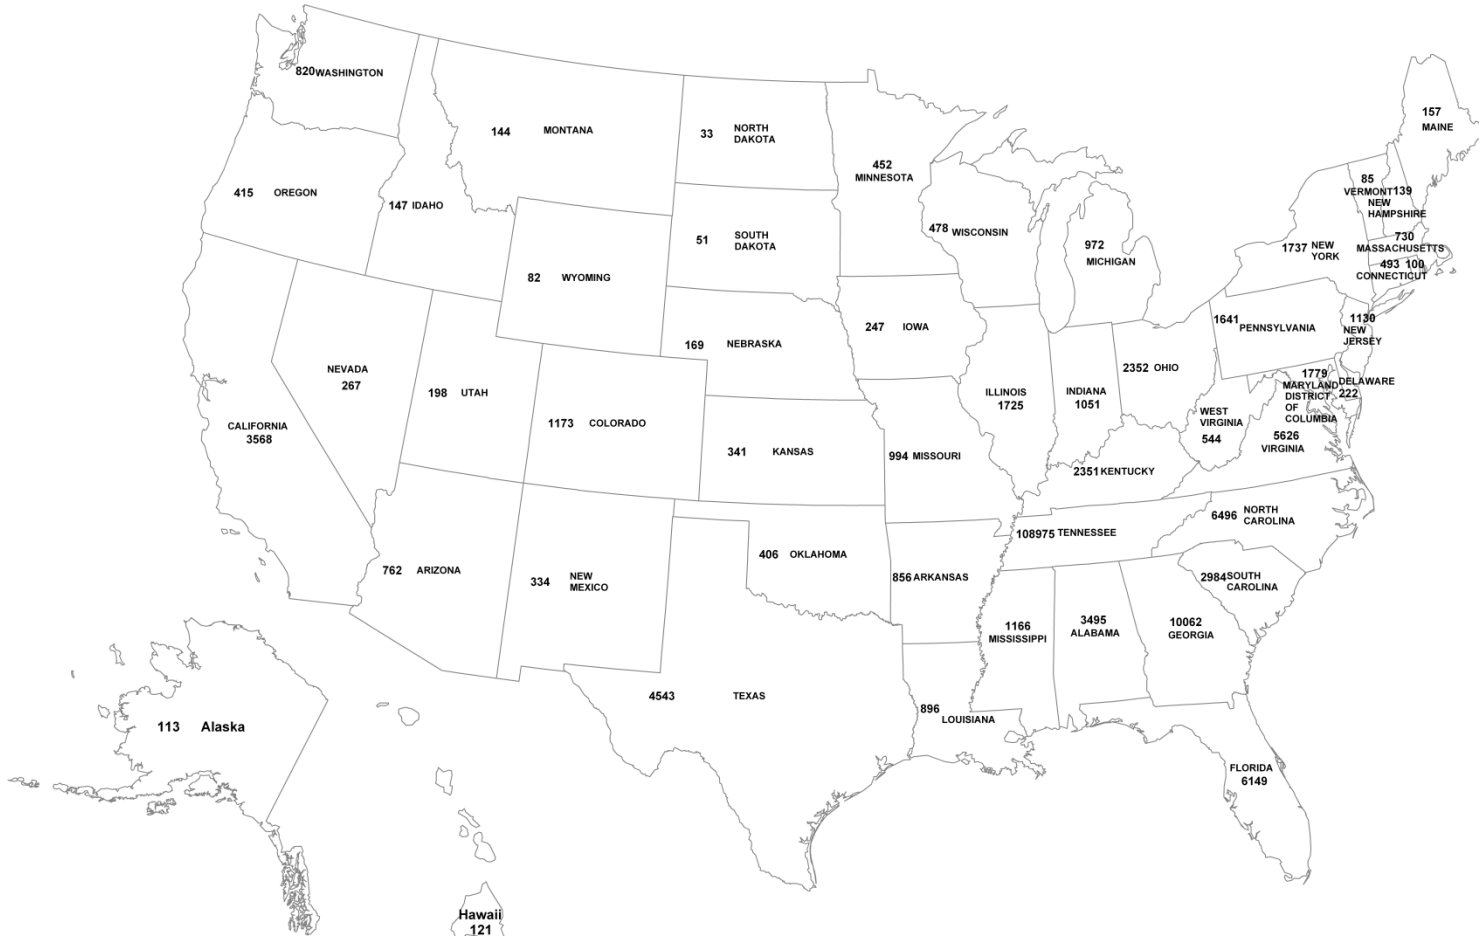 820 WASHINGTON
144 MONTANA
33 NORTH
DAKOTA
452
MINNESOTA
157
MAINE
415 OREGON
147 IDAHO
51 SOUTH
DAKOTA
478 WISCONSIN
972
MICHIGAN
85
VERMONT 139
NEW
HAMPSHIRE
1737 NEW
YORK
730
MASSACHUSETTS
493 100
CONNECTICUT
82 WYOMING
247 IOWA
169 NEBRASKA
1641 PENNSYLVANIA
1130
NEW
JERSEY
NEVADA
267
198 UTAH
1173 COLORADO
CALIFORNIA
3568
341 KANSAS
994 MISSOURI
ILLINOIS
1725
INDIANA
1051
2352 OHIO
WEST
VIRGINIA
544
1779
MARYLAND
DISTRICT
OF
COLUMBIA
DELAWARE
222
5626
VIRGINIA
2351 KENTUCKY
762 ARIZONA
334 NEW
MEXICO
406 OKLAHOMA
856 ARKANSAS
108975 TENNESSEE
6496 NORTH
CAROLINA
2984 SOUTH
CAROLINA
1166
MISSISSIPPI
3495
ALABAMA
10062
GEORGIA
4543 TEXAS
896
LOUISIANA
FLORIDA
6149
113 Alaska
Hawaii
121